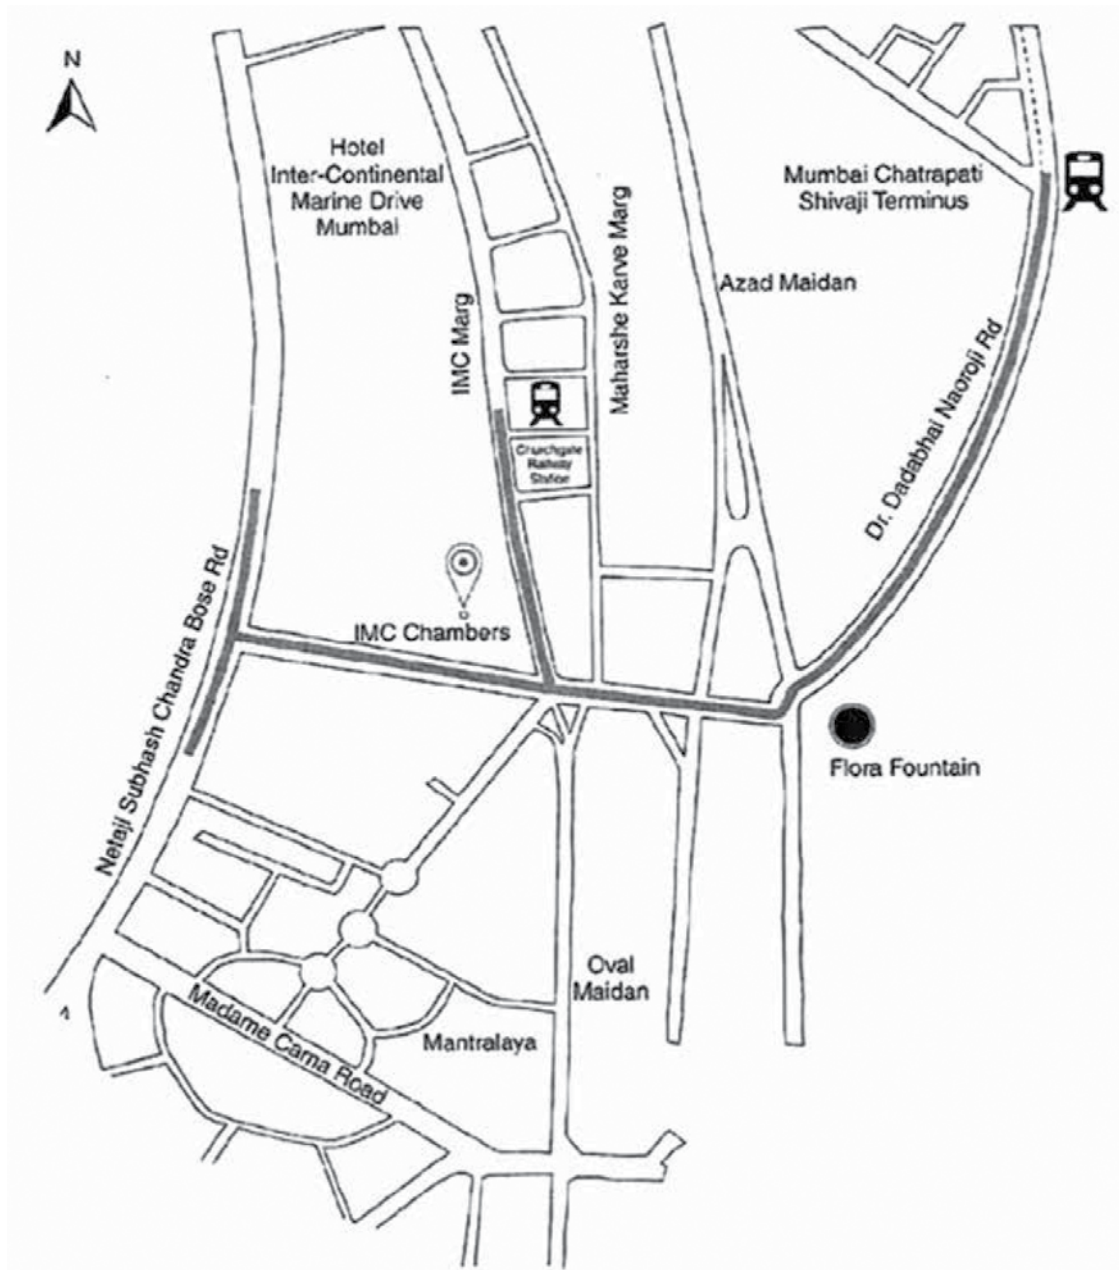 N
Hotel
Inter-Continental
Marine Drive
Mumbai
Mumbai Chatrapati
Shivaji Terminus
Maharshe Karve Marg
Azad Maidan
IMC Marg
Dr. Dadabhai Naoroji Rd
Churchgate
Railway
Station
Netaji Subhash Chandra Bose Rd
IMC Chambers
Flora Fountain
Oval
Maidan
Madame Cama Road
Mantralaya